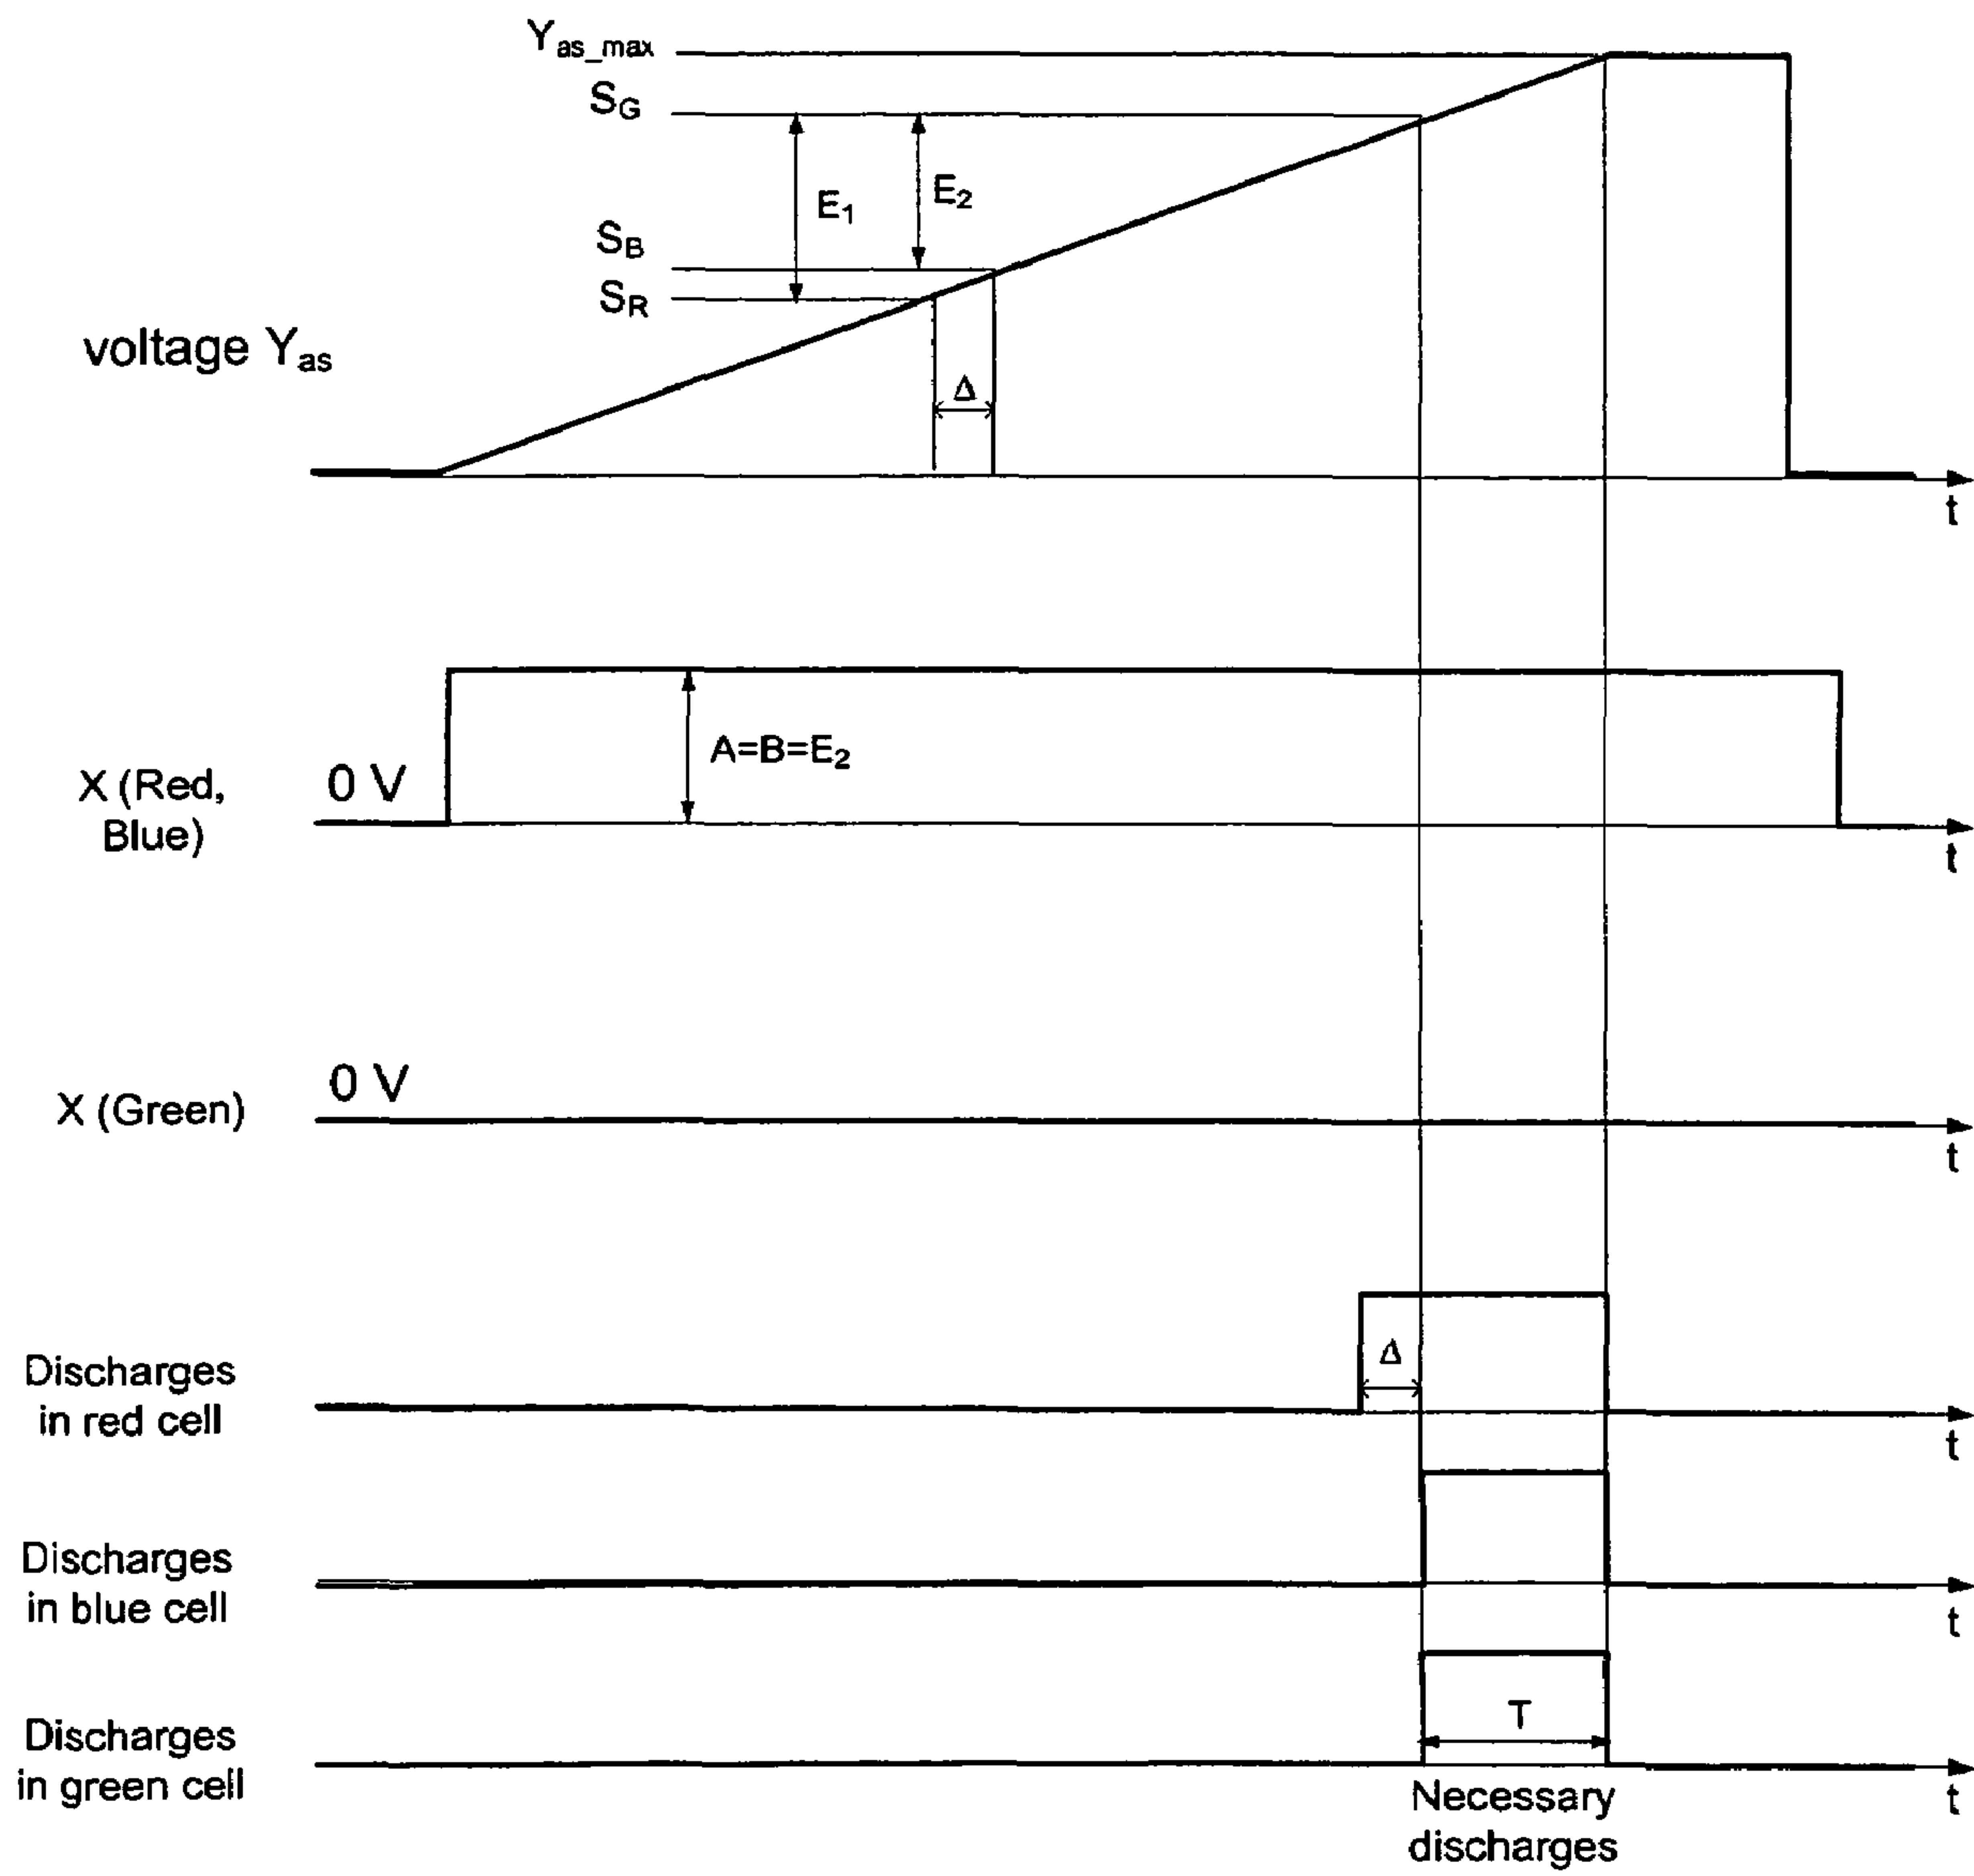 Yas_max
SG
E1
E2
SB
SR
voltage Yas
Δ
t
A=B=E2
X (Red,
Blue)
0 V
t
0 V
X (Green)
t
Δ
Discharges
in red cell
t
Discharges
in blue cell
t
T
Discharges
in green cell
t
Necessary
discharges